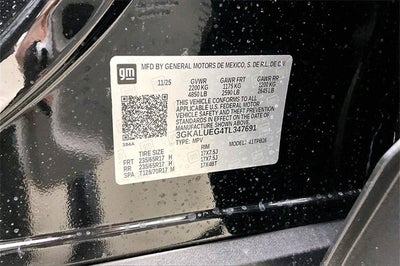 gm
MFD BY GENERAL MOTORS DE MEXICO, S. DE R.L. DE C.V.
11/25 GVWR GAWR FRT GAWR RR
2200 KG 1175 KG 1200 KG
4850 LB 2590 LB 2645 LB
THIS VEHICLE CONFORMS TO ALL
APPLICABLE U.S. FEDERAL MOTOR
VEHICLE SAFETY AND THEFT PREVENTION
STANDARDS IN EFFECT ON THE DATE OF
MANUFACTURE SHOWN ABOVE.
3GKALUEG4TL347691
TYPE: MPV
TIRE SIZE RIM
FRT 235/65R17 H 17X7.5J
RR 235/65R17 H 17X7.5J
SPA T125/70R17 M 17X4BT